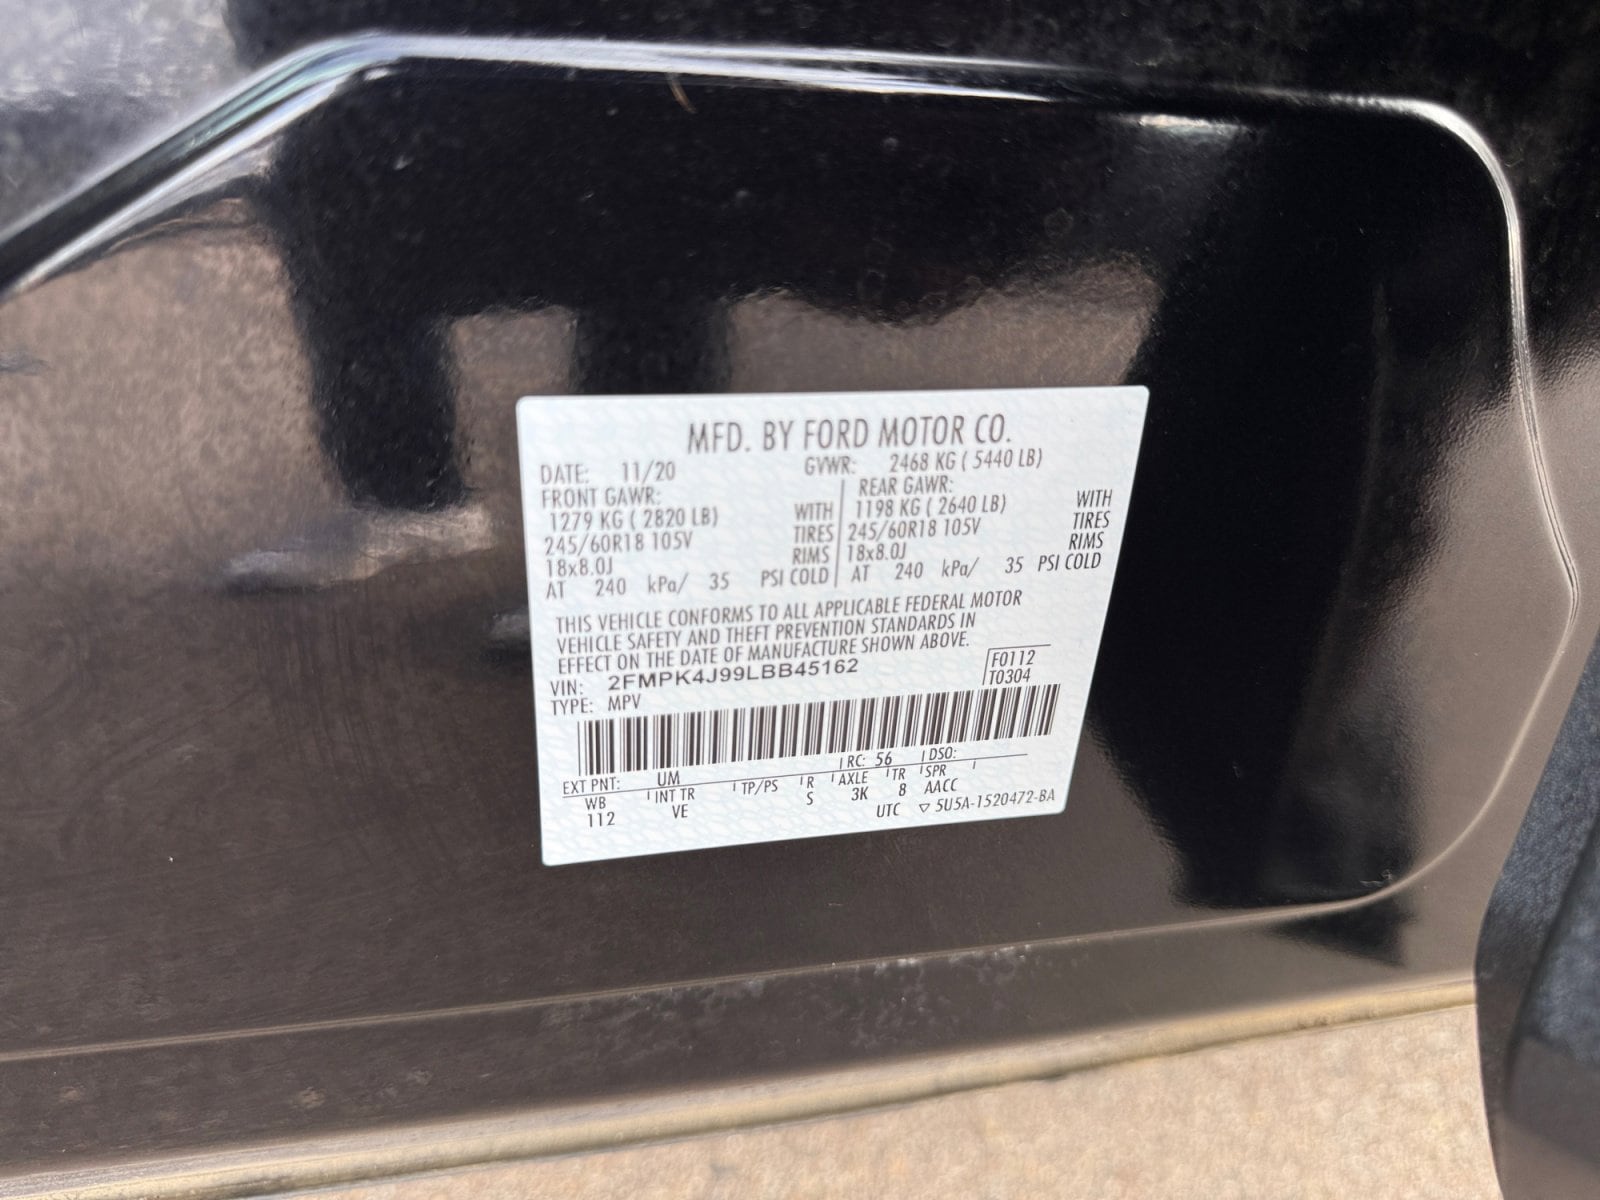 MFD. BY FORD MOTOR CO.
DATE: 11/20 GVWR: 2468 KG ( 5440 LB)
FRONT GAWR: REAR GAWR:
1279 KG ( 2820 LB) WITH 1198 KG ( 2640 LB) WITH
245/60R18 105V TIRES 245/60R18 105V TIRES
18x8.0J RIMS 18x8.0J RIMS
AT 240 kPa/ 35 PSI COLD AT 240 kPa/ 35 PSI COLD
THIS VEHICLE CONFORMS TO ALL APPLICABLE FEDERAL MOTOR
VEHICLE SAFETY AND THEFT PREVENTION STANDARDS IN
EFFECT ON THE DATE OF MANUFACTURE SHOWN ABOVE.
VIN: 2FMPK4J99LBB45162 F0112
TYPE: MPV T0304
EXT PNT: UM RC: 56 DSO:
WB INT TR TP/PS R AXLE TR SPR
112 VE S 3K 8 AACC
UTC ▽ 5U5A-1520472-BA